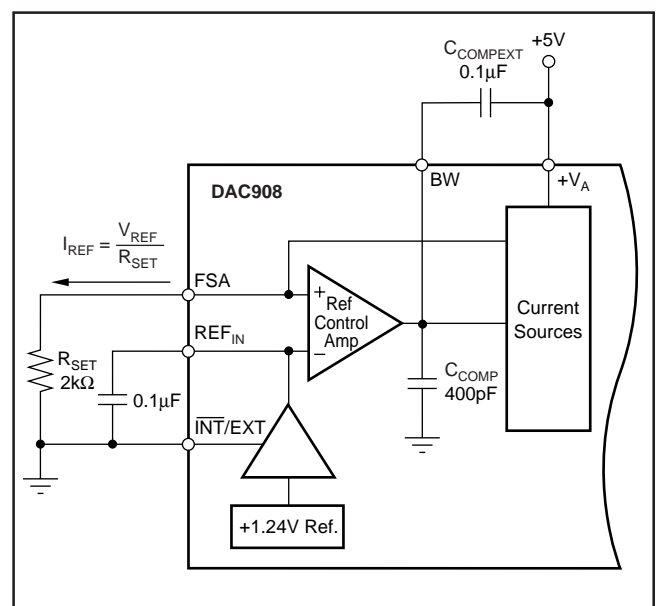 +5V
C_COMPEXT
0.1µF
DAC908
BW
+V_A
I_REF = V_REF / R_SET
FSA
+
Ref
Control
Amp
–
Current
Sources
REF_IN
R_SET
2kΩ
0.1µF
C_COMP
400pF
I̅N̅T̅/EXT
+1.24V Ref.